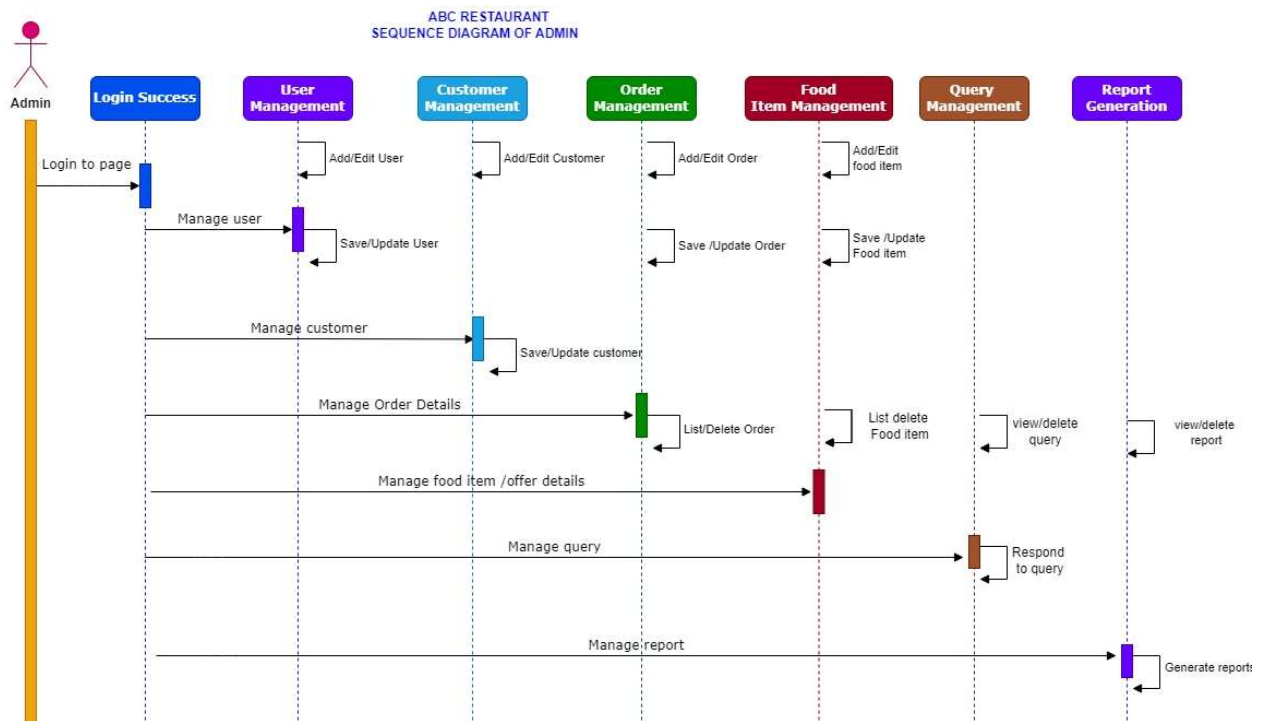 ABC RESTAURANT
SEQUENCE DIAGRAM OF ADMIN
Admin
Login Success
User
Management
Customer
Management
Order
Management
Food
Item Management
Query
Management
Report
Generation
Login to page
Add/Edit User
Add/Edit Customer
Add/Edit Order
Add/Edit
food item
Manage user
Save/Update User
Save /Update Order
Save /Update
Food item
Manage customer
Save/Update customer
Manage Order Details
List/Delete Order
List delete
Food item
view/delete
query
view/delete
report
Manage food item /offer details
Manage query
Respond
to query
Manage report
Generate reports